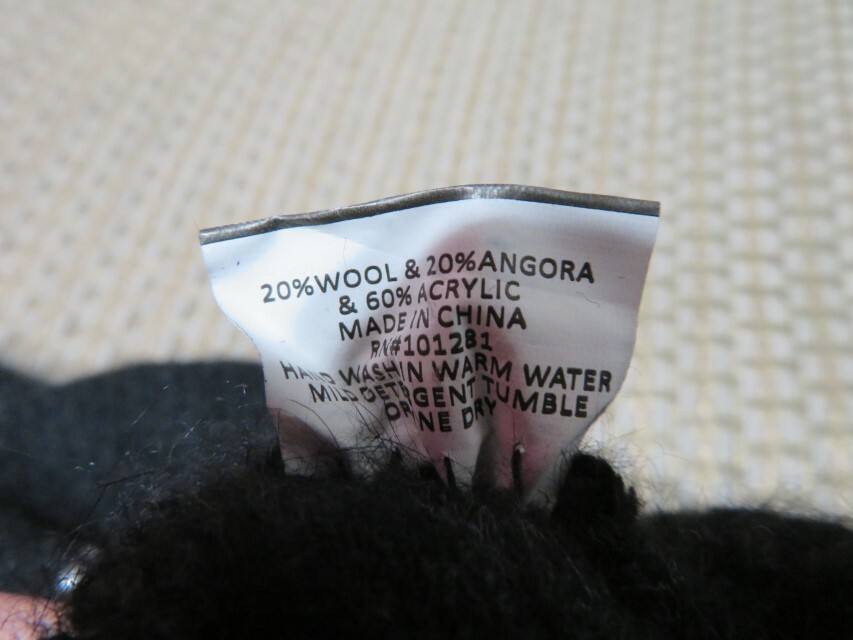 20%WOOL & 20%ANGORA
& 60% ACRYLIC
MADE IN CHINA
RN#101281
HAND WASH IN WARM WATER
MILD DETERGENT TUMBLE
OR LINE DRY